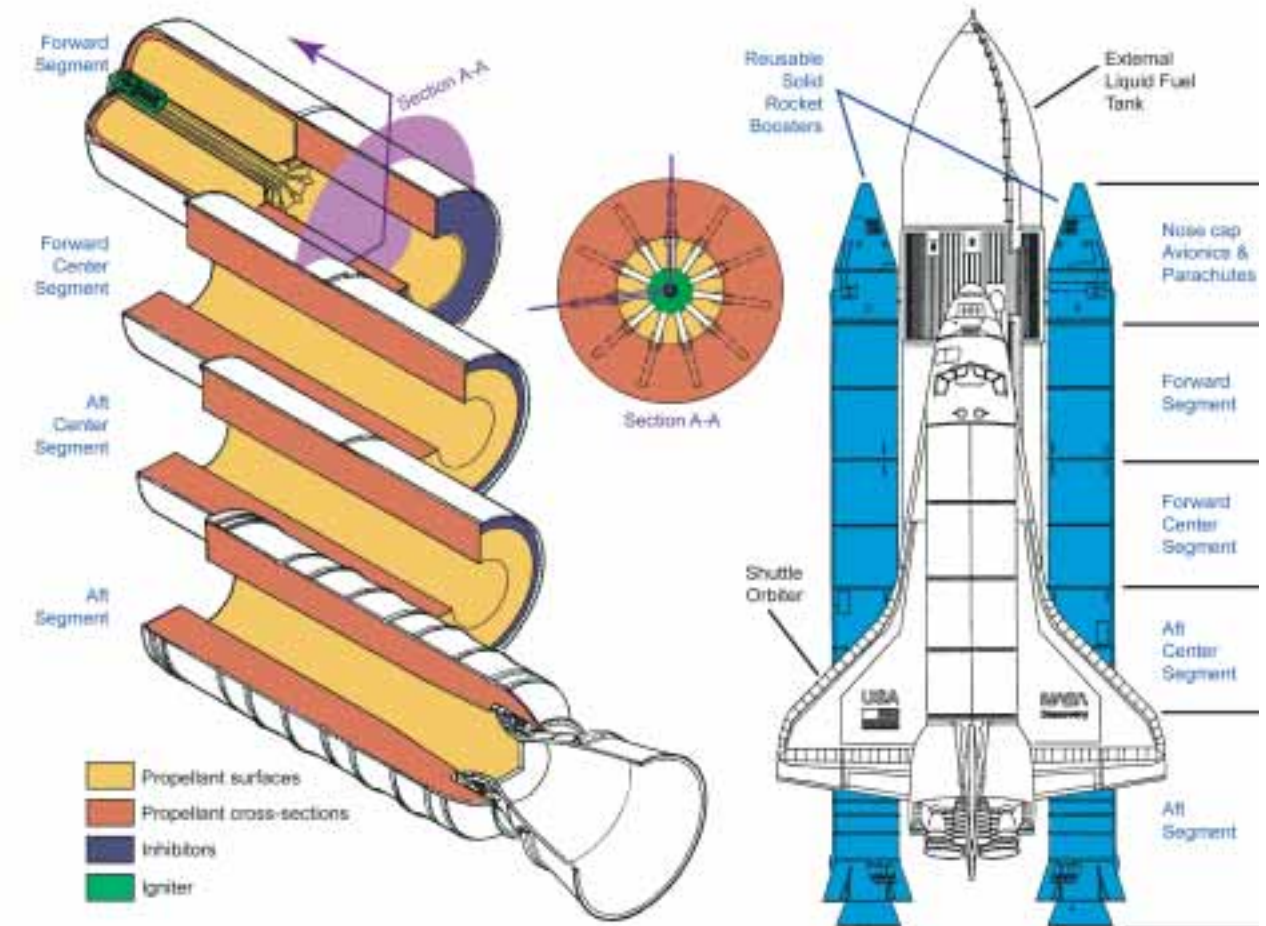 Forward
Segment
Section A-A
Forward
Center
Segment
Aft
Center
Segment
Aft
Segment
Propellant surfaces
Propellant cross-sections
Inhibitors
Igniter
Section A-A
Reusable
Solid
Rocket
Boosters
External
Liquid Fuel
Tank
Nose cap
Avionics &
Parachutes
Forward
Segment
Forward
Center
Segment
Shuttle
Orbiter
Aft
Center
Segment
USA
NASA
Discovery
Aft
Segment